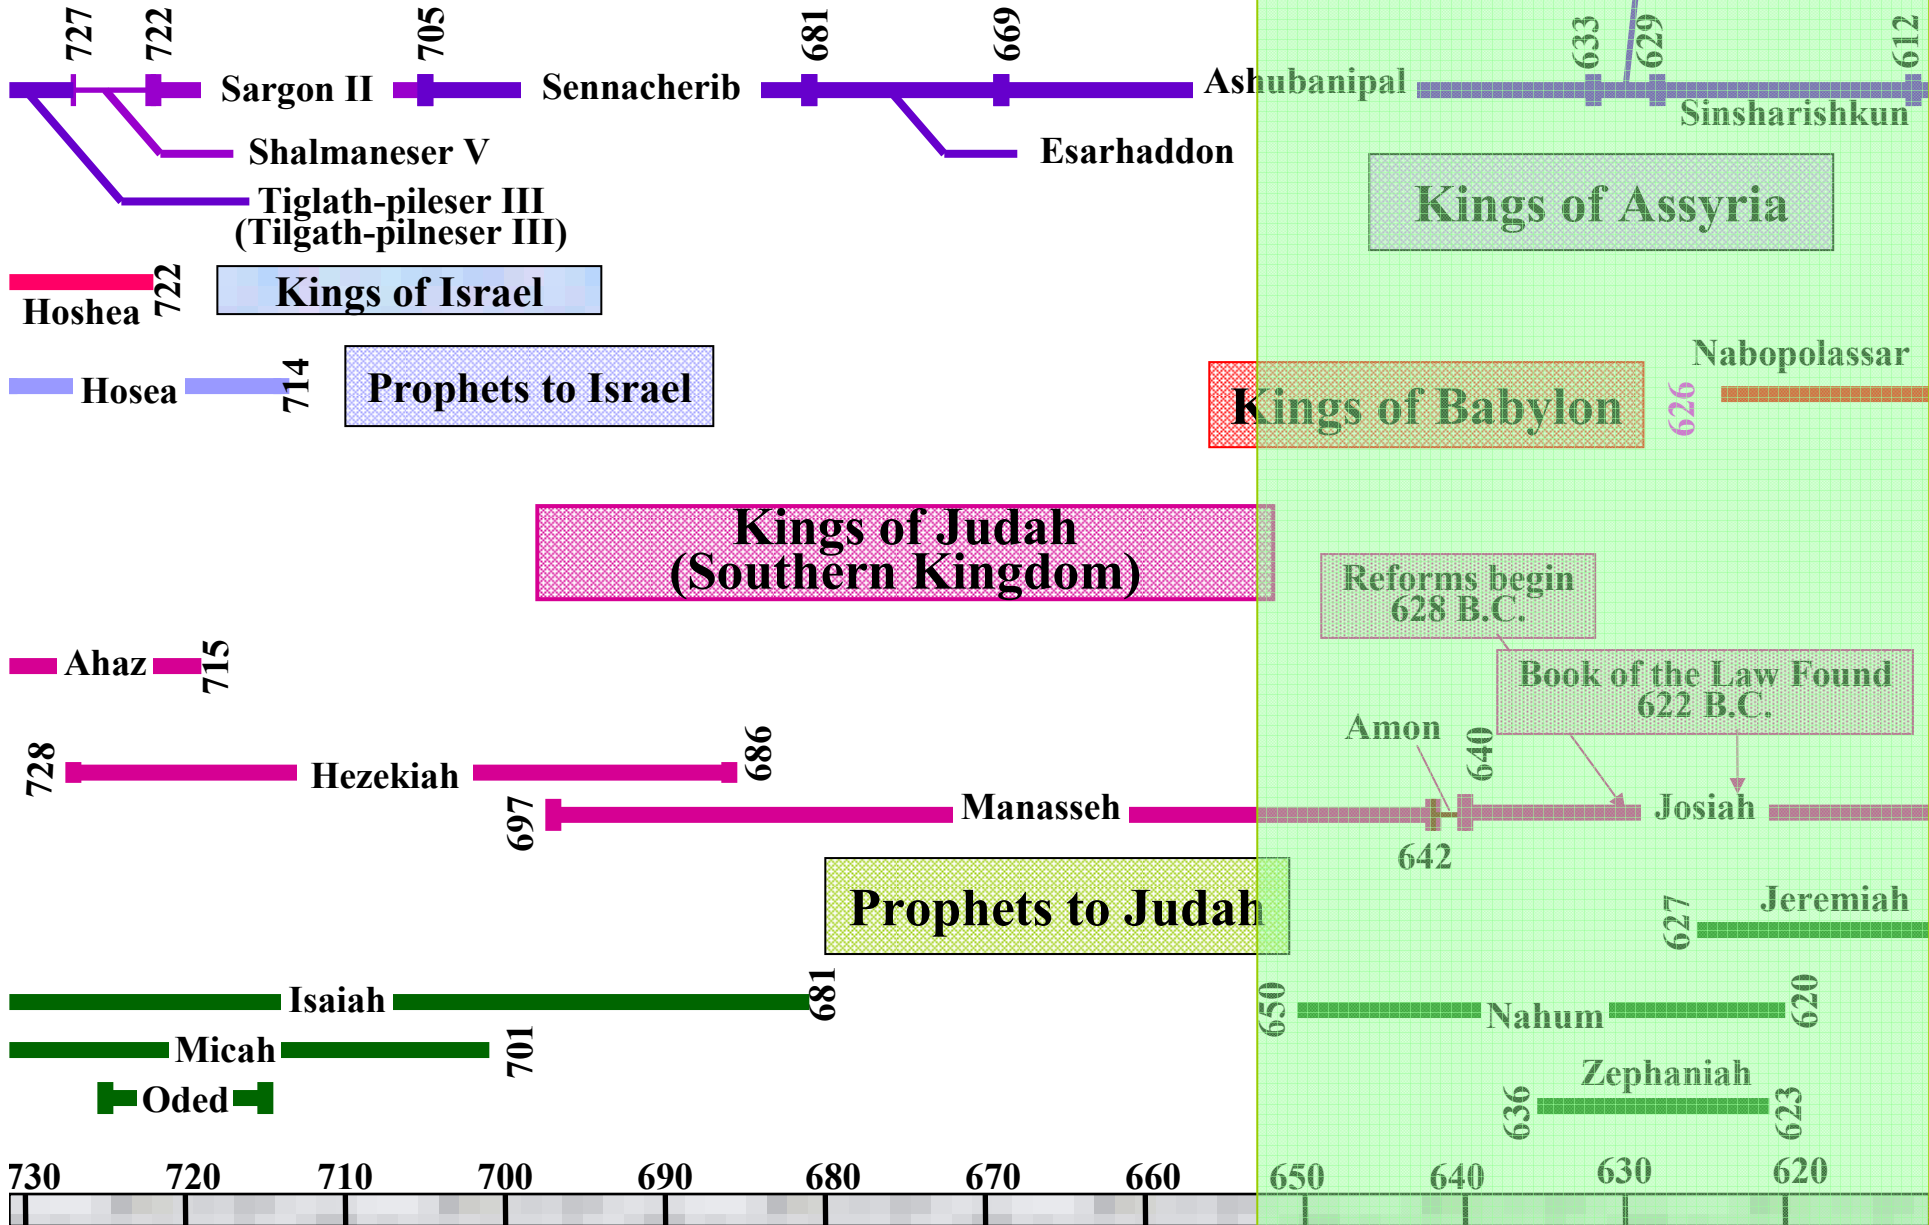 727
722
705
681
669
633
629
612
Sargon II
Sennacherib
Ashubanipal
Sinsharishkun
Shalmaneser V
Esarhaddon
Tiglath-pileser III
(Tilgath-pilneser III)
Kings of Assyria
Hoshea
722
Kings of Israel
Hosea
714
Prophets to Israel
Kings of Babylon
626
Nabopolassar
Kings of Judah
(Southern Kingdom)
Reforms begin
628 B.C.
Book of the Law Found
622 B.C.
Ahaz
715
728
Hezekiah
686
Amon
640
697
Manasseh
642
Josiah
Prophets to Judah
627
Jeremiah
Isaiah
681
650
Nahum
620
Micah
701
Oded
636
Zephaniah
623
730
720
710
700
690
680
670
660
650
640
630
620